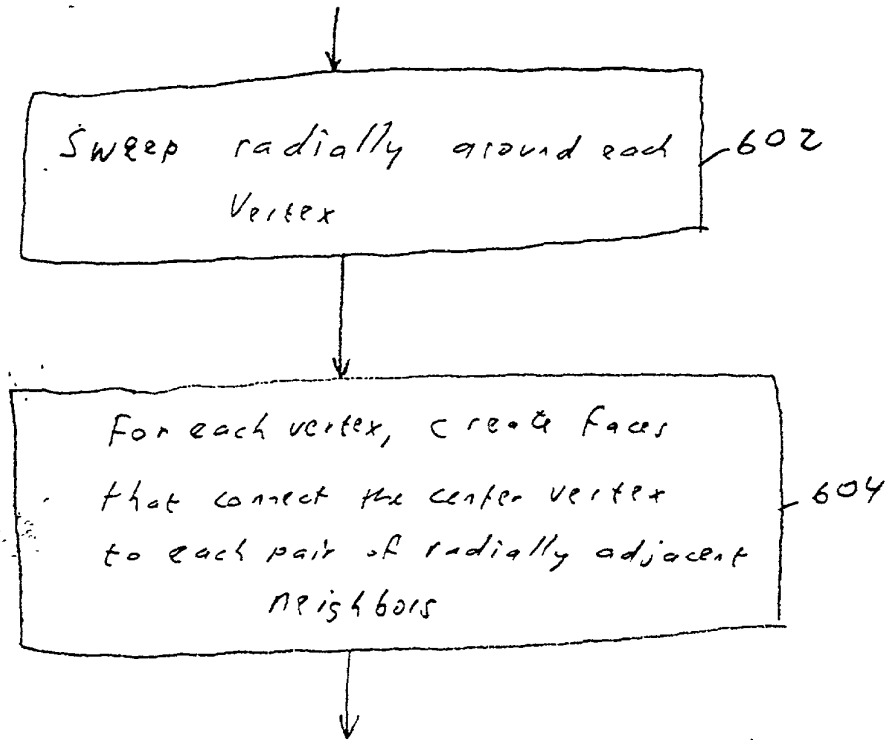 Sweep radially around each
Vertex
602
For each vertex, create faces
that connect the center vertex
to each pair of radially adjacent
neighbors
604